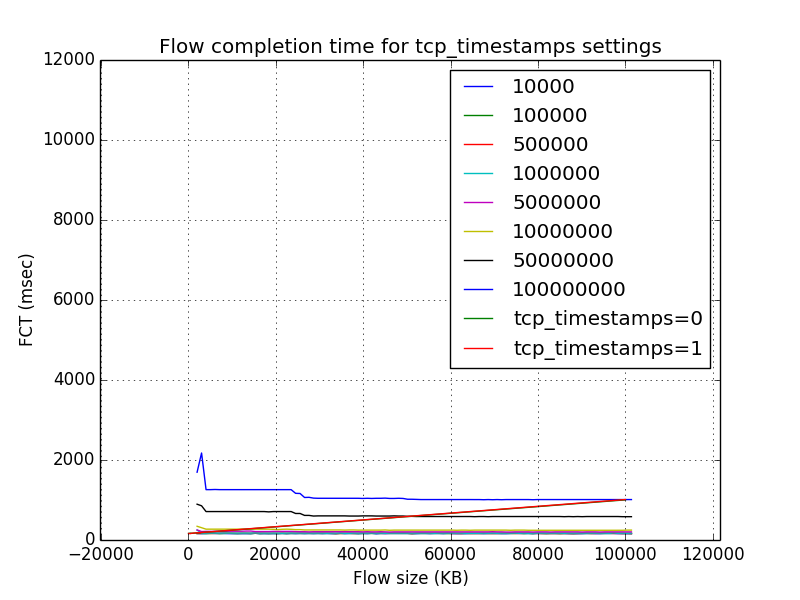 Flow completion time for tcp_timestamps settings
12000
10000
8000
6000
4000
2000
0
FCT (msec)
10000
100000
500000
1000000
5000000
10000000
50000000
100000000
tcp_timestamps=0
tcp_timestamps=1
−20000 0 20000 40000 60000 80000 100000 120000
Flow size (KB)